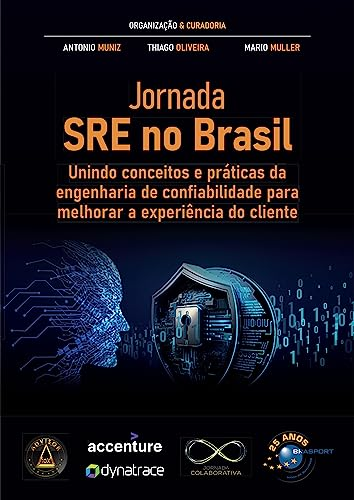 ORGANIZAÇÃO & CURADORIA
ANTONIO MUNIZ THIAGO OLIVEIRA MARIO MULLER
Jornada
SRE no Brasil
Unindo conceitos e práticas da
engenharia de confiabilidade para
melhorar a experiência do cliente
ADVISOR
accenture
dynatrace
JORNADA
COLABORATIVA
25 ANOS
BRASPORT